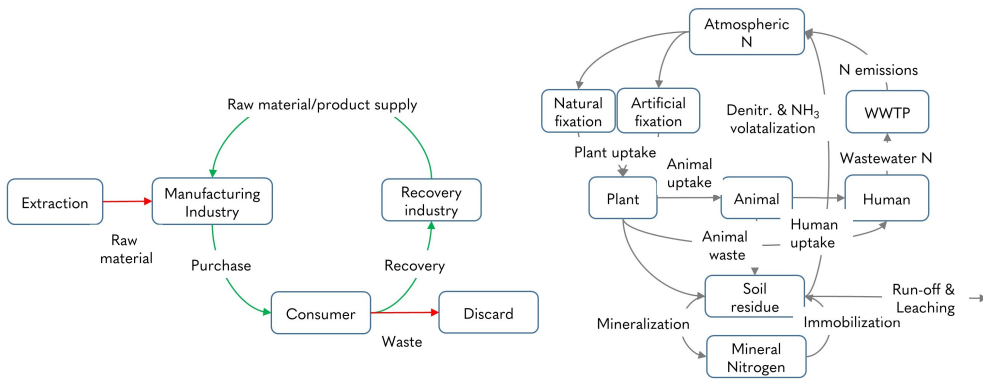 Raw material/product supply
Extraction
Manufacturing
Industry
Recovery
industry
Raw
material
Purchase
Recovery
Consumer
Discard
Waste
Atmospheric
N
N emissions
Natural
fixation
Artificial
fixation
Denitr. & NH₃
volatalization
WWTP
Plant uptake
Animal
uptake
Wastewater N
Plant
Animal
Human
Human
uptake
Animal
waste
Soil
residue
Run-off &
Leaching
Mineralization
Immobilization
Mineral
Nitrogen